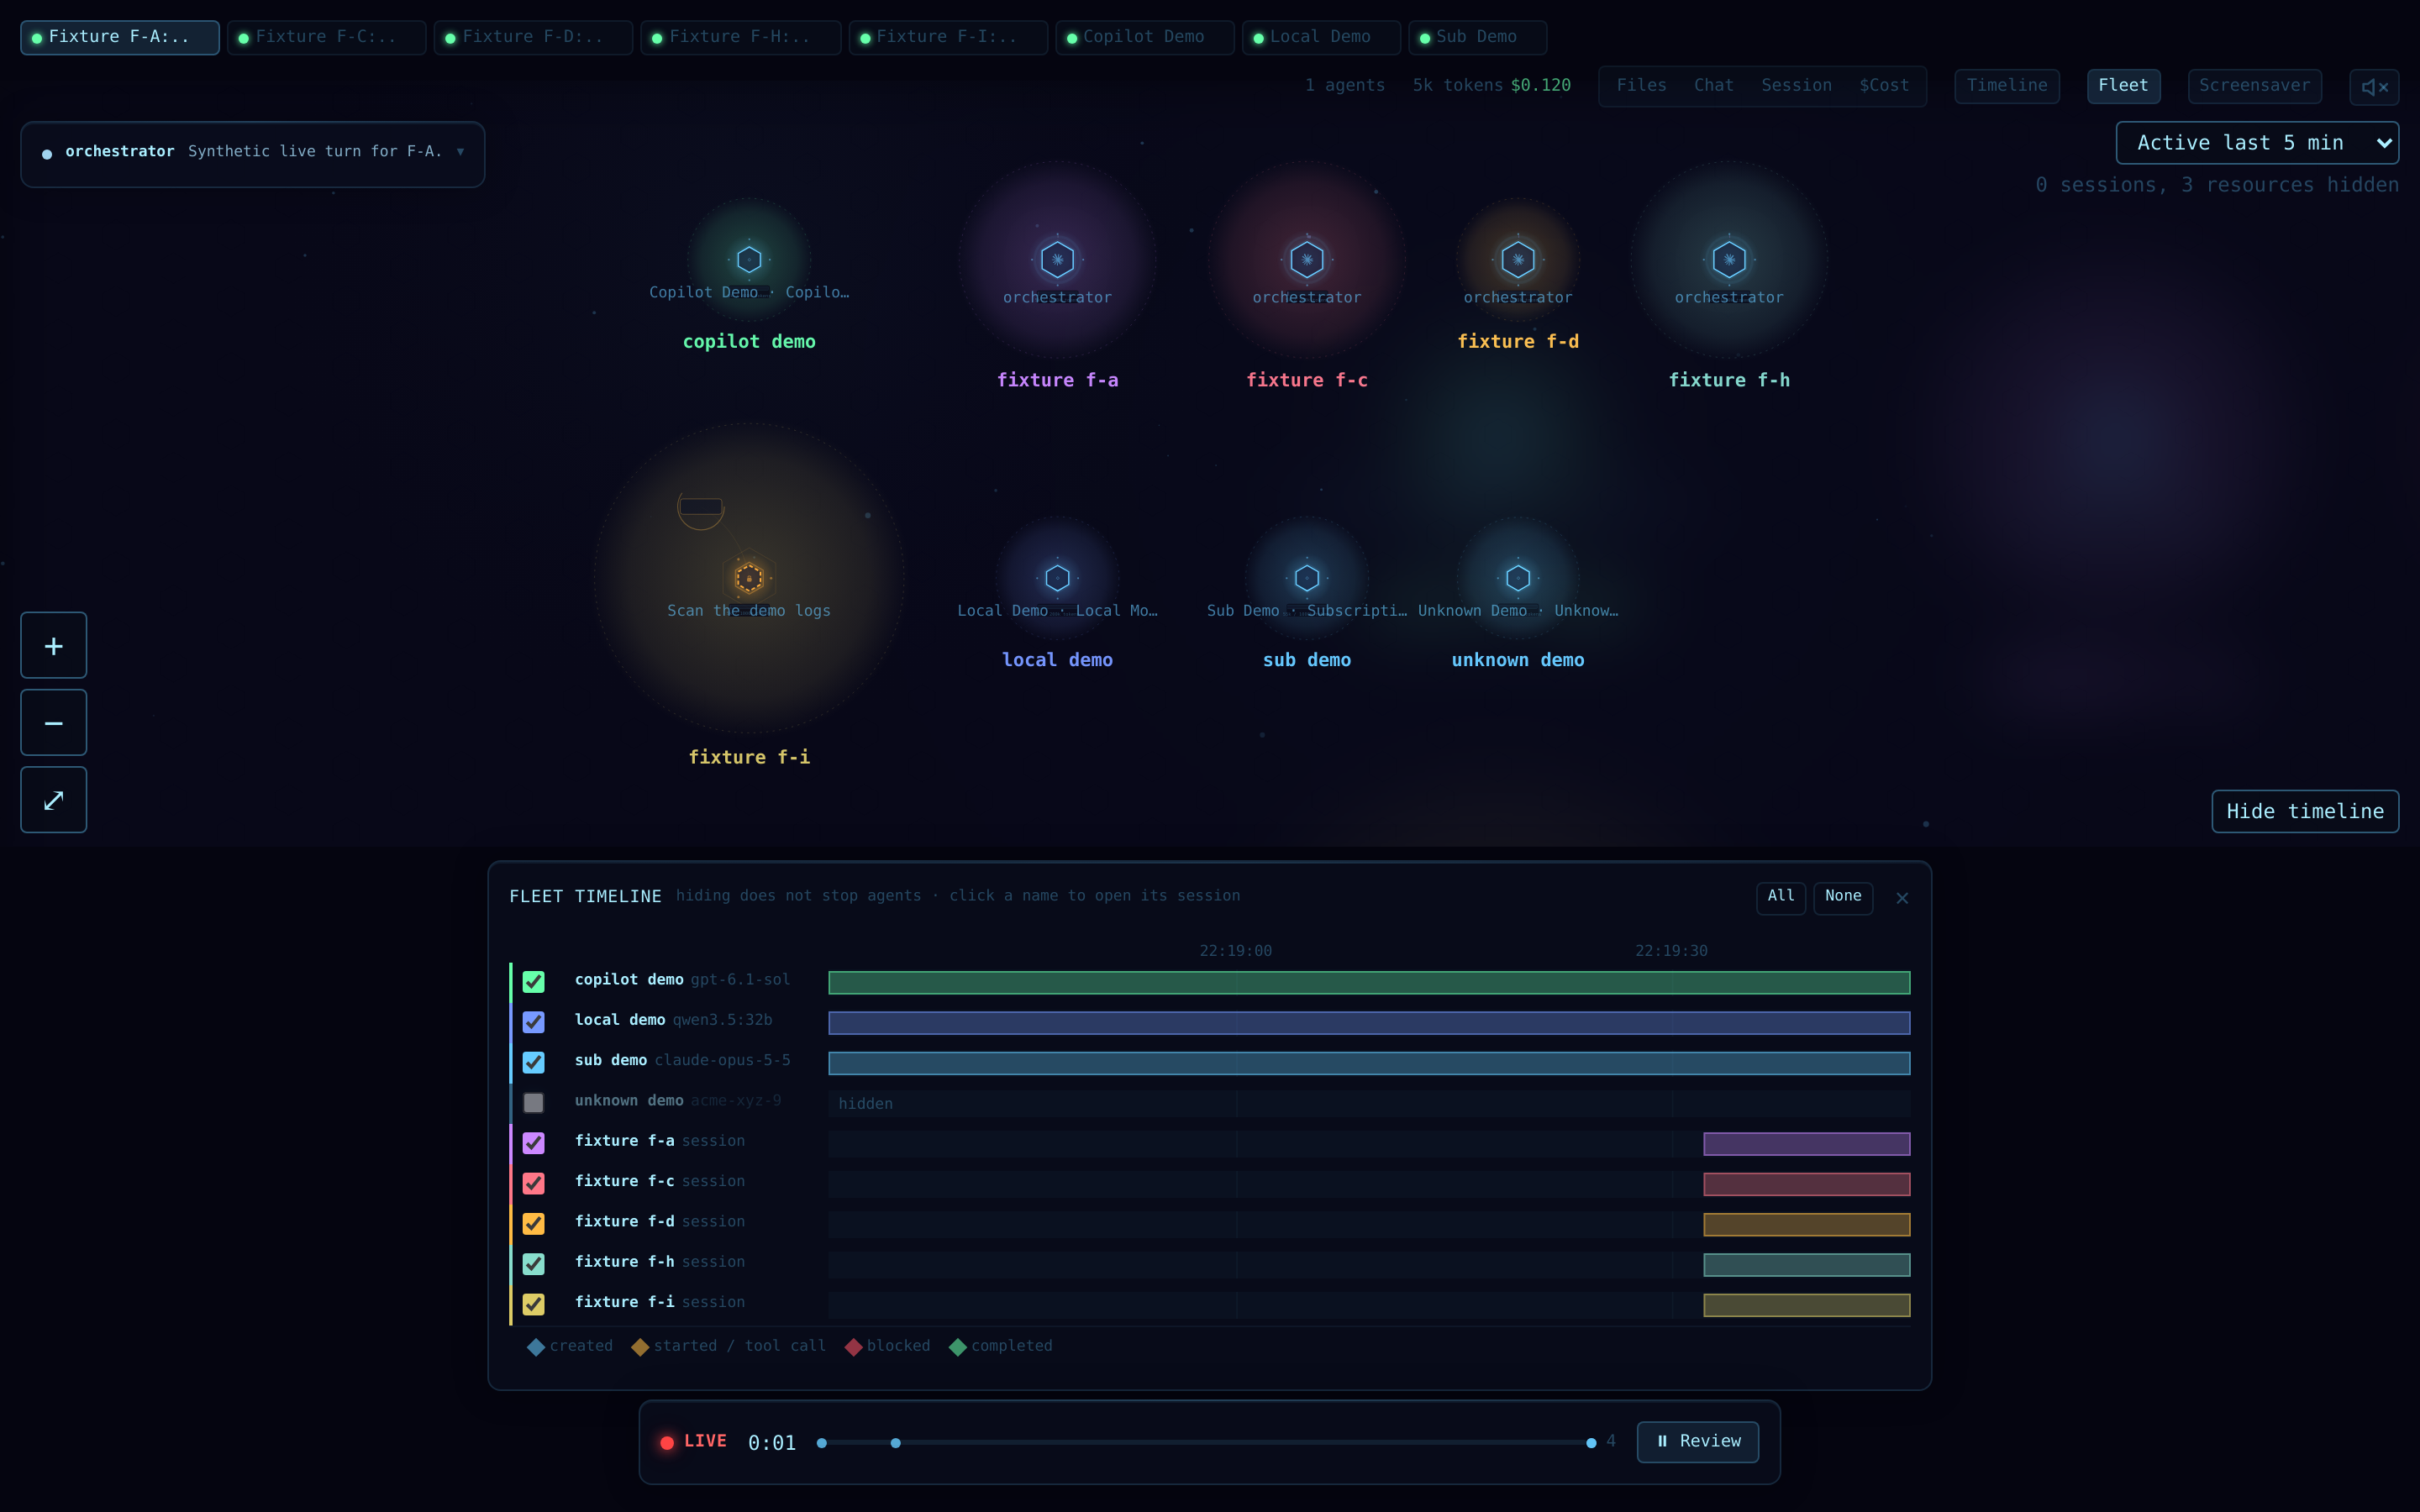 Fixture F-A:..
Fixture F-C:..
Fixture F-D:..
Fixture F-H:..
Fixture F-I:..
Copilot Demo
Local Demo
Sub Demo
1 agents 5k tokens $0.120
Files Chat Session $Cost
Timeline
Fleet
Screensaver
orchestrator Synthetic live turn for F-A. ▼
Active last 5 min
0 sessions, 3 resources hidden
Copilot Demo · Copilo…
copilot demo
orchestrator
fixture f-a
orchestrator
fixture f-c
orchestrator
fixture f-d
orchestrator
fixture f-h
Scan the demo logs
fixture f-i
Local Demo · Local Mo…
local demo
Sub Demo · Subscripti…
sub demo
Unknown Demo · Unknow…
unknown demo
+
−
Hide timeline
FLEET TIMELINE hiding does not stop agents · click a name to open its session
All None ×
22:19:00 22:19:30
copilot demo gpt-6.1-sol
local demo qwen3.5:32b
sub demo claude-opus-5-5
unknown demo acme-xyz-9 hidden
fixture f-a session
fixture f-c session
fixture f-d session
fixture f-h session
fixture f-i session
created started / tool call blocked completed
LIVE 0:01 4 Review